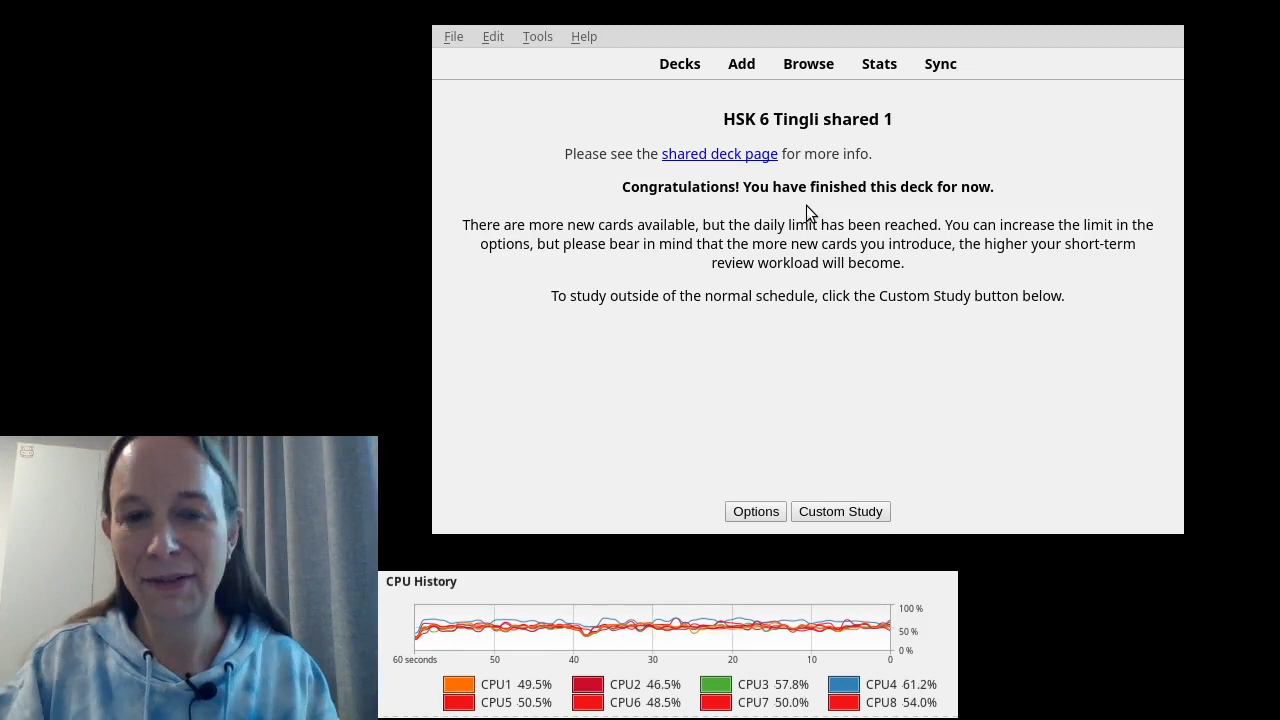 File Edit Tools Help
Decks Add Browse Stats Sync
HSK 6 Tingli shared 1
Please see the shared deck page for more info.
Congratulations! You have finished this deck for now.
There are more new cards available, but the daily limit has been reached. You can increase the limit in the
options, but please bear in mind that the more new cards you introduce, the higher your short-term
review workload will become.
To study outside of the normal schedule, click the Custom Study button below.
Options Custom Study
CPU History
100 %
50 %
0 %
60 seconds 50 40 30 20 10 0
CPU1 49.5% CPU2 46.5% CPU3 57.8% CPU4 61.2%
CPU5 50.5% CPU6 48.5% CPU7 50.0% CPU8 54.0%